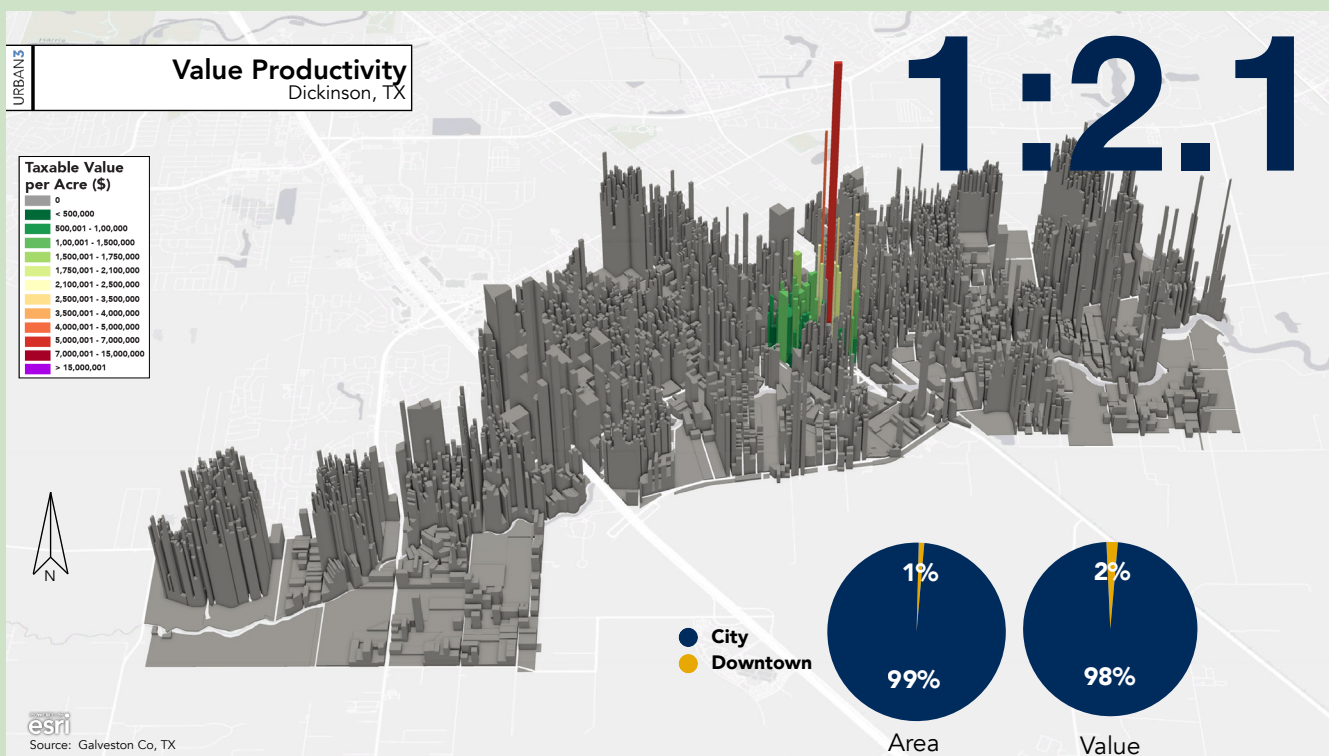 URBAN3
Value Productivity
Dickinson, TX
1:2.1
Taxable Value
per Acre ($)
0
< 500,000
500,001 - 1,00,000
1,00,001 - 1,500,000
1,500,001 - 1,750,000
1,750,001 - 2,100,000
2,100,001 - 2,500,000
2,500,001 - 3,500,000
3,500,001 - 4,000,000
4,000,001 - 5,000,000
5,000,001 - 7,000,000
7,000,001 - 15,000,000
> 15,000,001
N
City
Downtown
1%
99%
Area
2%
98%
Value
esri
Source: Galveston Co, TX